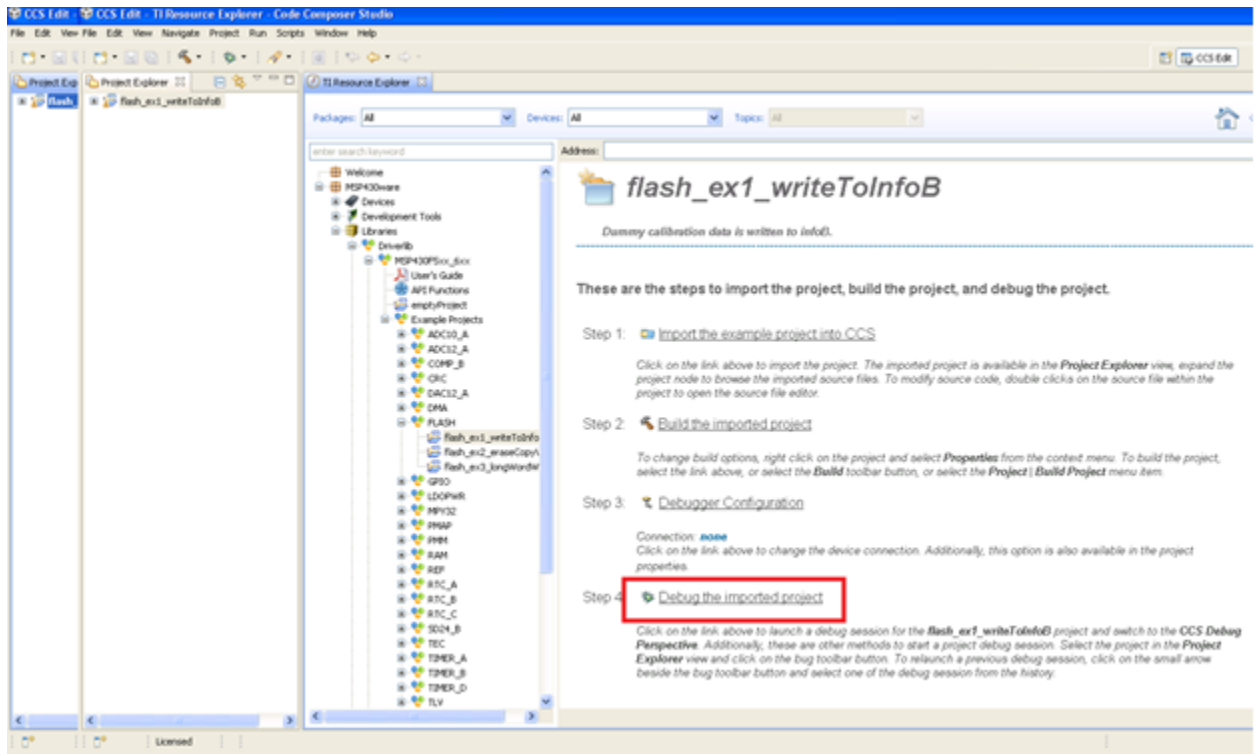 CCS Edit - CCS Edit - TI Resource Explorer - Code Composer Studio
File Edit View File Edit View Navigate Project Run Scripts Window Help
CCS Edit
Project Exp Project Explorer TI Resource Explorer
flash_ flash_ex1_writeToInfoB
Packages: All Devices: All Topics: All
enter search keyword Address:
Welcome
MSP430ware
Devices
Development Tools
Libraries
Driverlib
MSP430F5xx_6xx
User's Guide
API Functions
emptyProject
Example Projects
ADC10_A
ADC12_A
COMP_B
CRC
DAC12_A
DMA
FLASH
flash_ex1_writeToInfo
flash_ex2_eraseCopy
flash_ex3_longWordW
GPIO
LDOPWR
MPY32
PMAP
PMM
RAM
REF
RTC_A
RTC_B
RTC_C
SD24_B
TEC
TIMER_A
TIMER_B
TIMER_D
TLV
flash_ex1_writeToInfoB
Dummy calibration data is written to infoB.
These are the steps to import the project, build the project, and debug the project.
Step 1: Import the example project into CCS
Click on the link above to import the project. The imported project is available in the Project Explorer view, expand the
project node to browse the imported source files. To modify source code, double clicks on the source file within the
project to open the source file editor.
Step 2: Build the imported project
To change build options, right click on the project and select Properties from the context menu. To build the project,
select the link above, or select the Build toolbar button, or select the Project | Build Project menu item.
Step 3: Debugger Configuration
Connection: none
Click on the link above to change the device connection. Additionally, this option is also available in the project
properties.
Step 4 Debug the imported project
Click on the link above to launch a debug session for the flash_ex1_writeToInfoB project and switch to the CCS Debug
Perspective. Additionally, these are other methods to start a project debug session. Select the project in the Project
Explorer view and click on the bug toolbar button. To relaunch a previous debug session, click on the small arrow
beside the bug toolbar button and select one of the debug session from the history.
Licensed